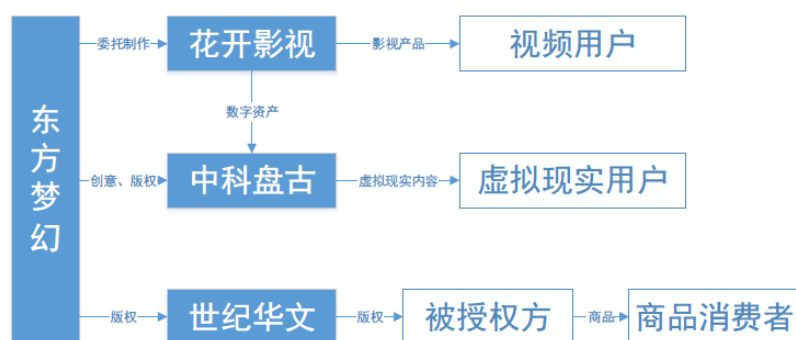 东方梦幻
委托制作
花开影视
影视产品
视频用户
数字资产
创意、版权
中科盘古
虚拟现实内容
虚拟现实用户
版权
世纪华文
版权
被授权方
商品
商品消费者